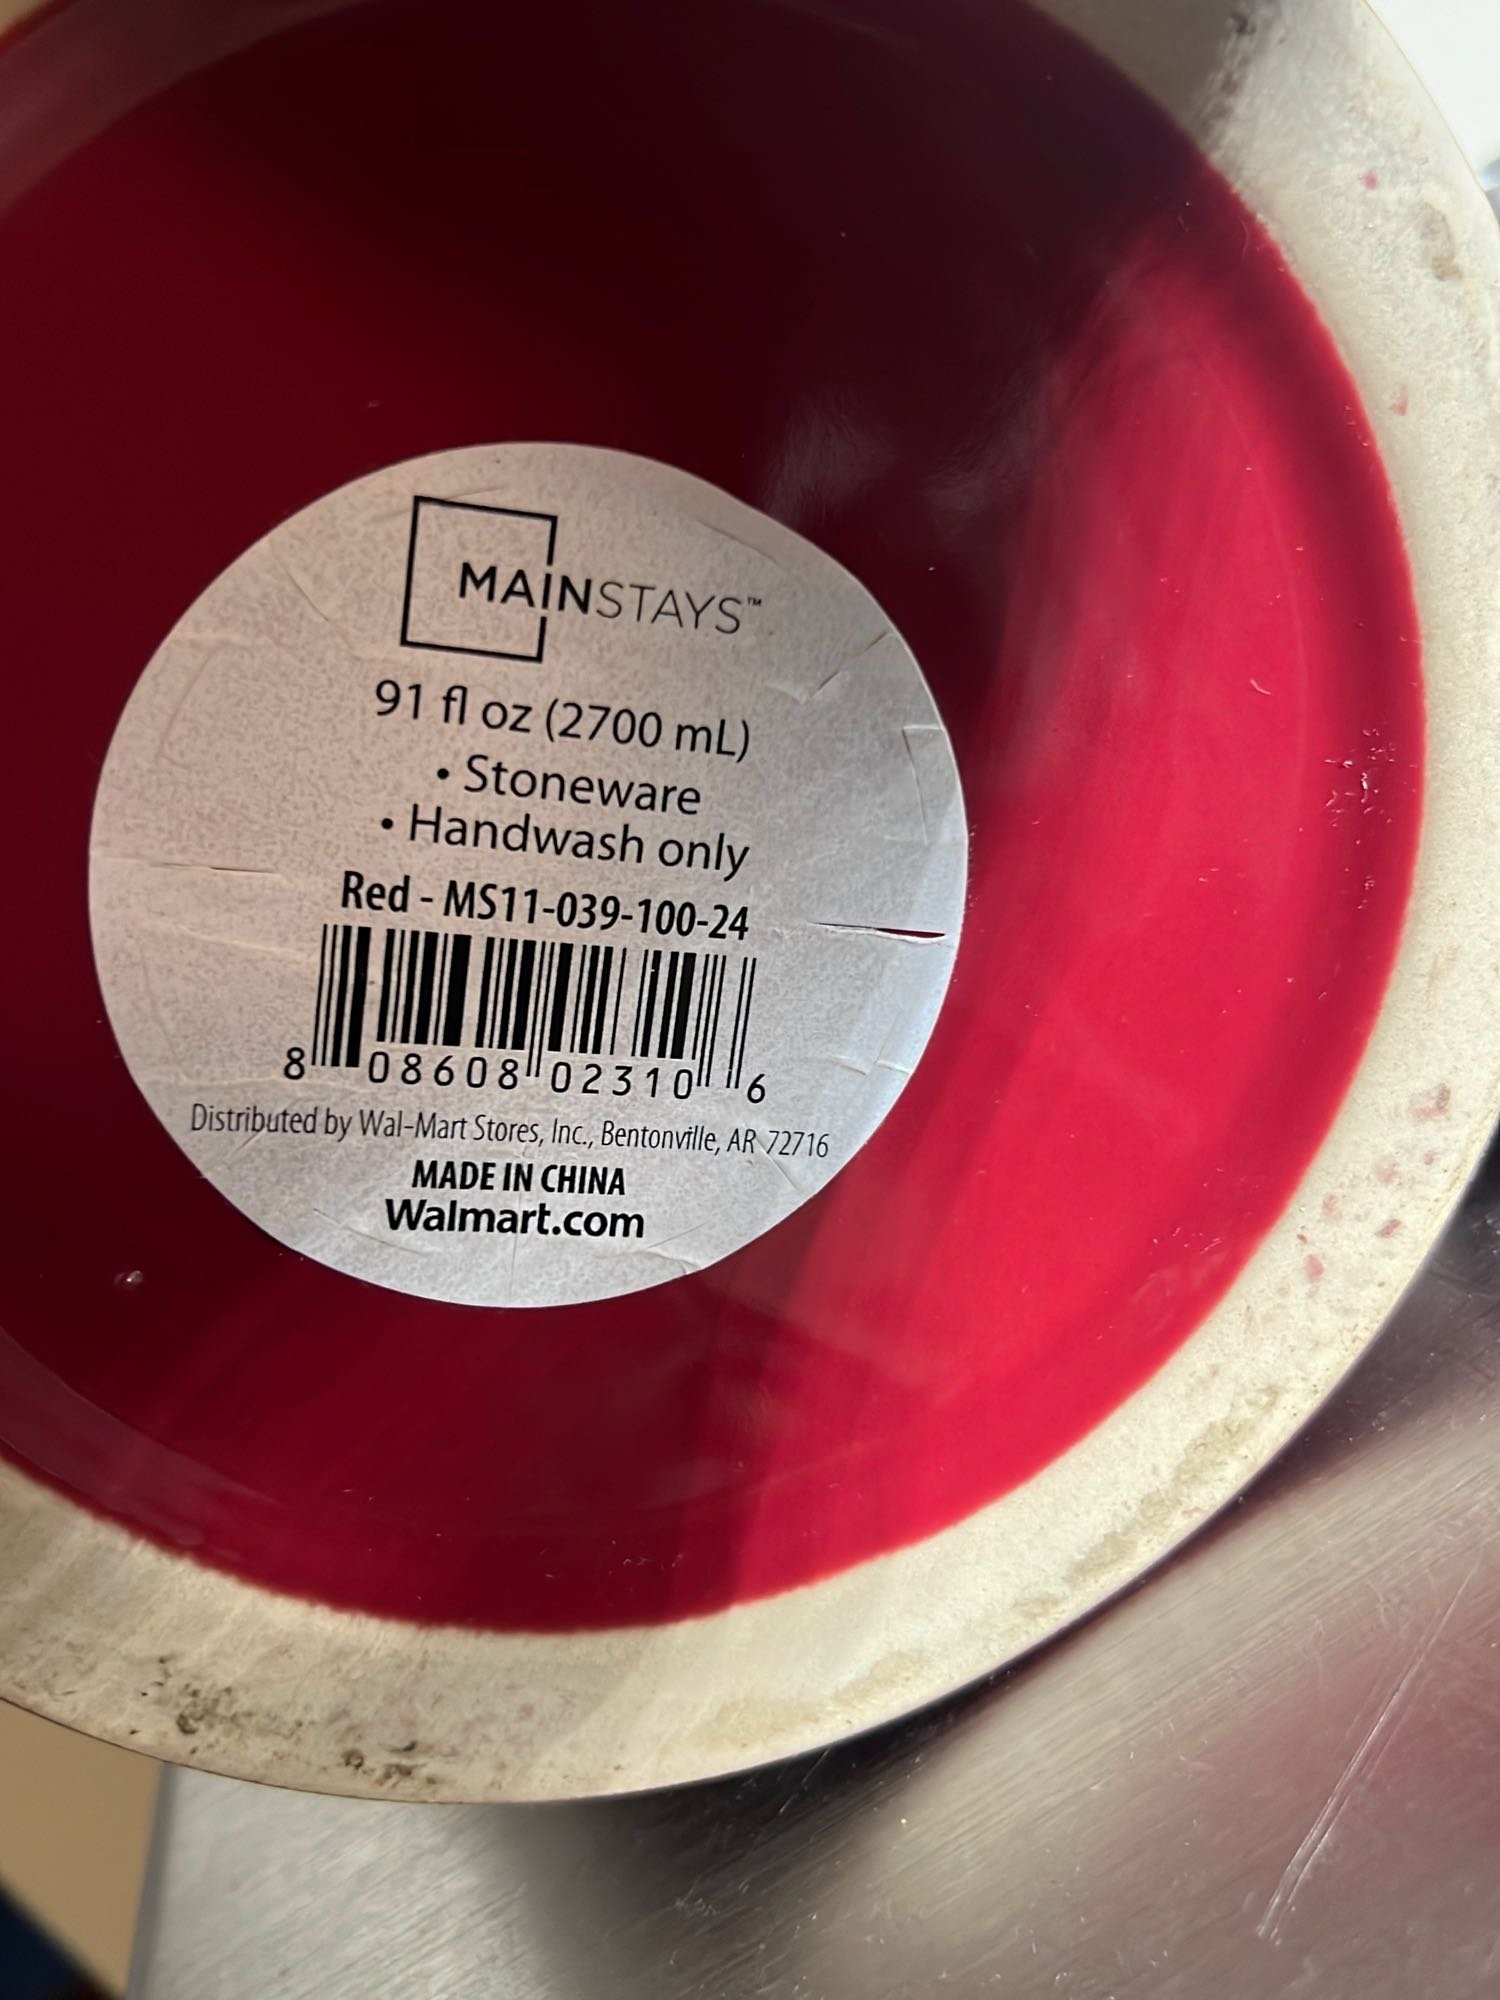 MAINSTAYS™
91 fl oz (2700 mL)
• Stoneware
• Handwash only
Red - MS11-039-100-24
8 08608 02310 6
Distributed by Wal-Mart Stores, Inc., Bentonville, AR 72716
MADE IN CHINA
Walmart.com